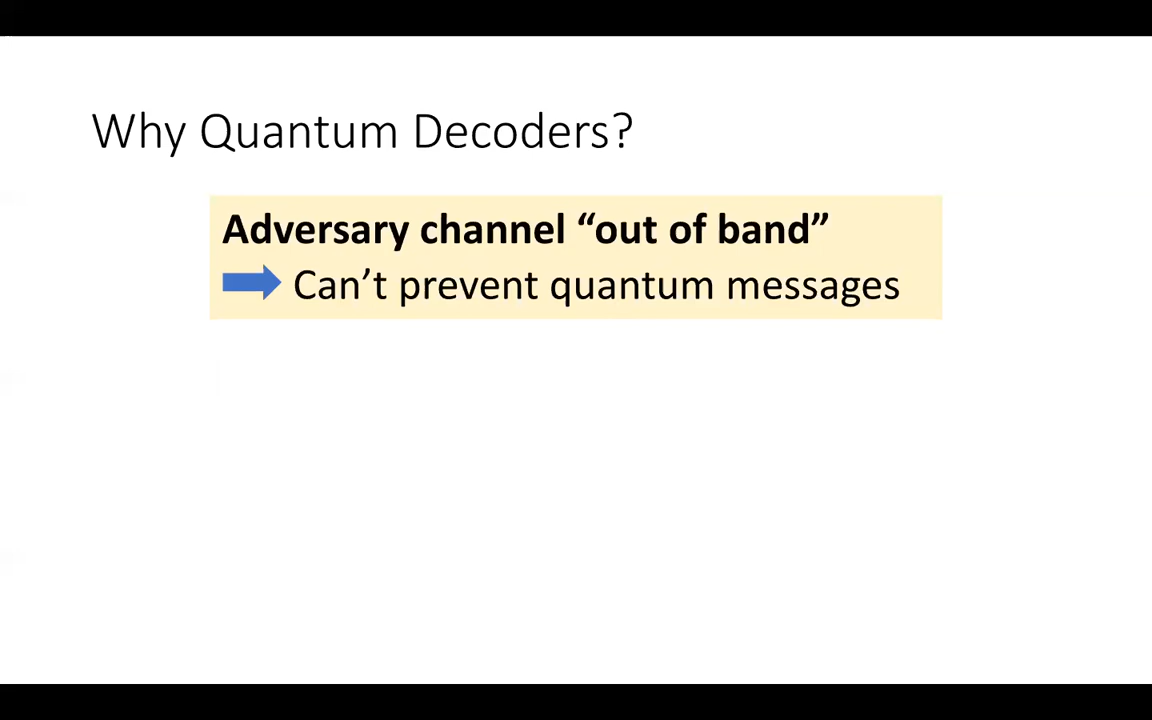 Why Quantum Decoders?
Adversary channel “out of band”
Can’t prevent quantum messages